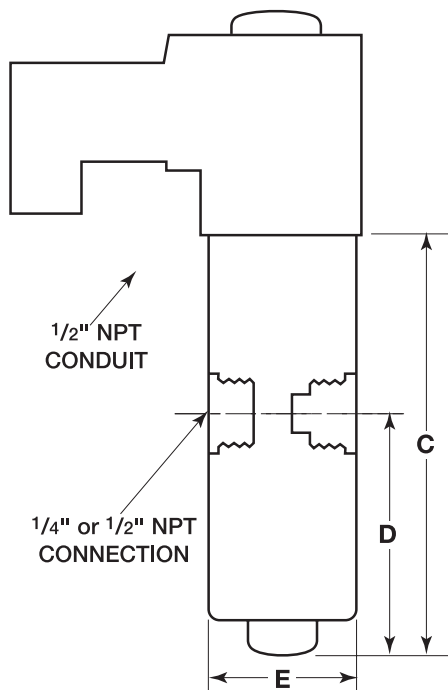 1/2" NPT
CONDUIT
C
1/4" or 1/2" NPT
CONNECTION
D
E